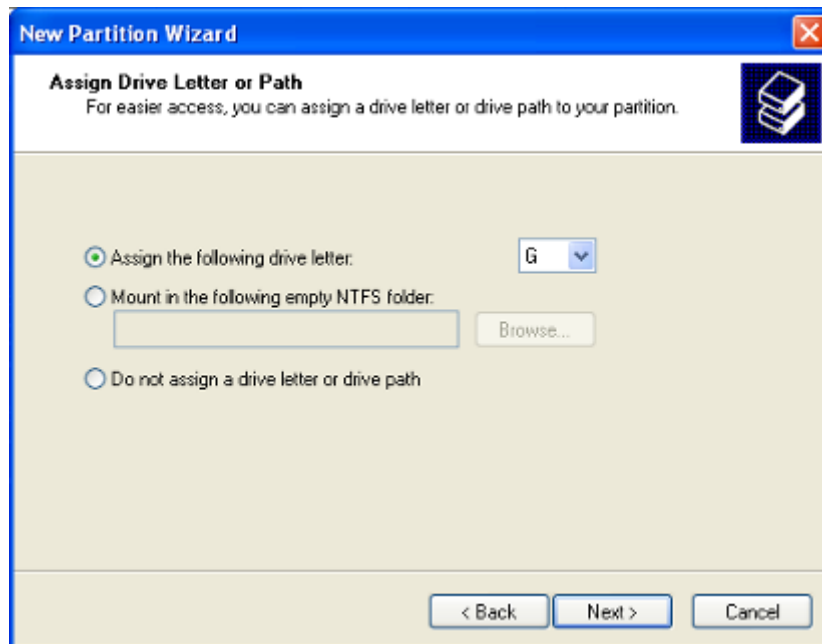 New Partition Wizard
Assign Drive Letter or Path
For easier access, you can assign a drive letter or drive path to your partition.
Assign the following drive letter: G
Mount in the following empty NTFS folder:
Browse...
Do not assign a drive letter or drive path
< Back Next > Cancel